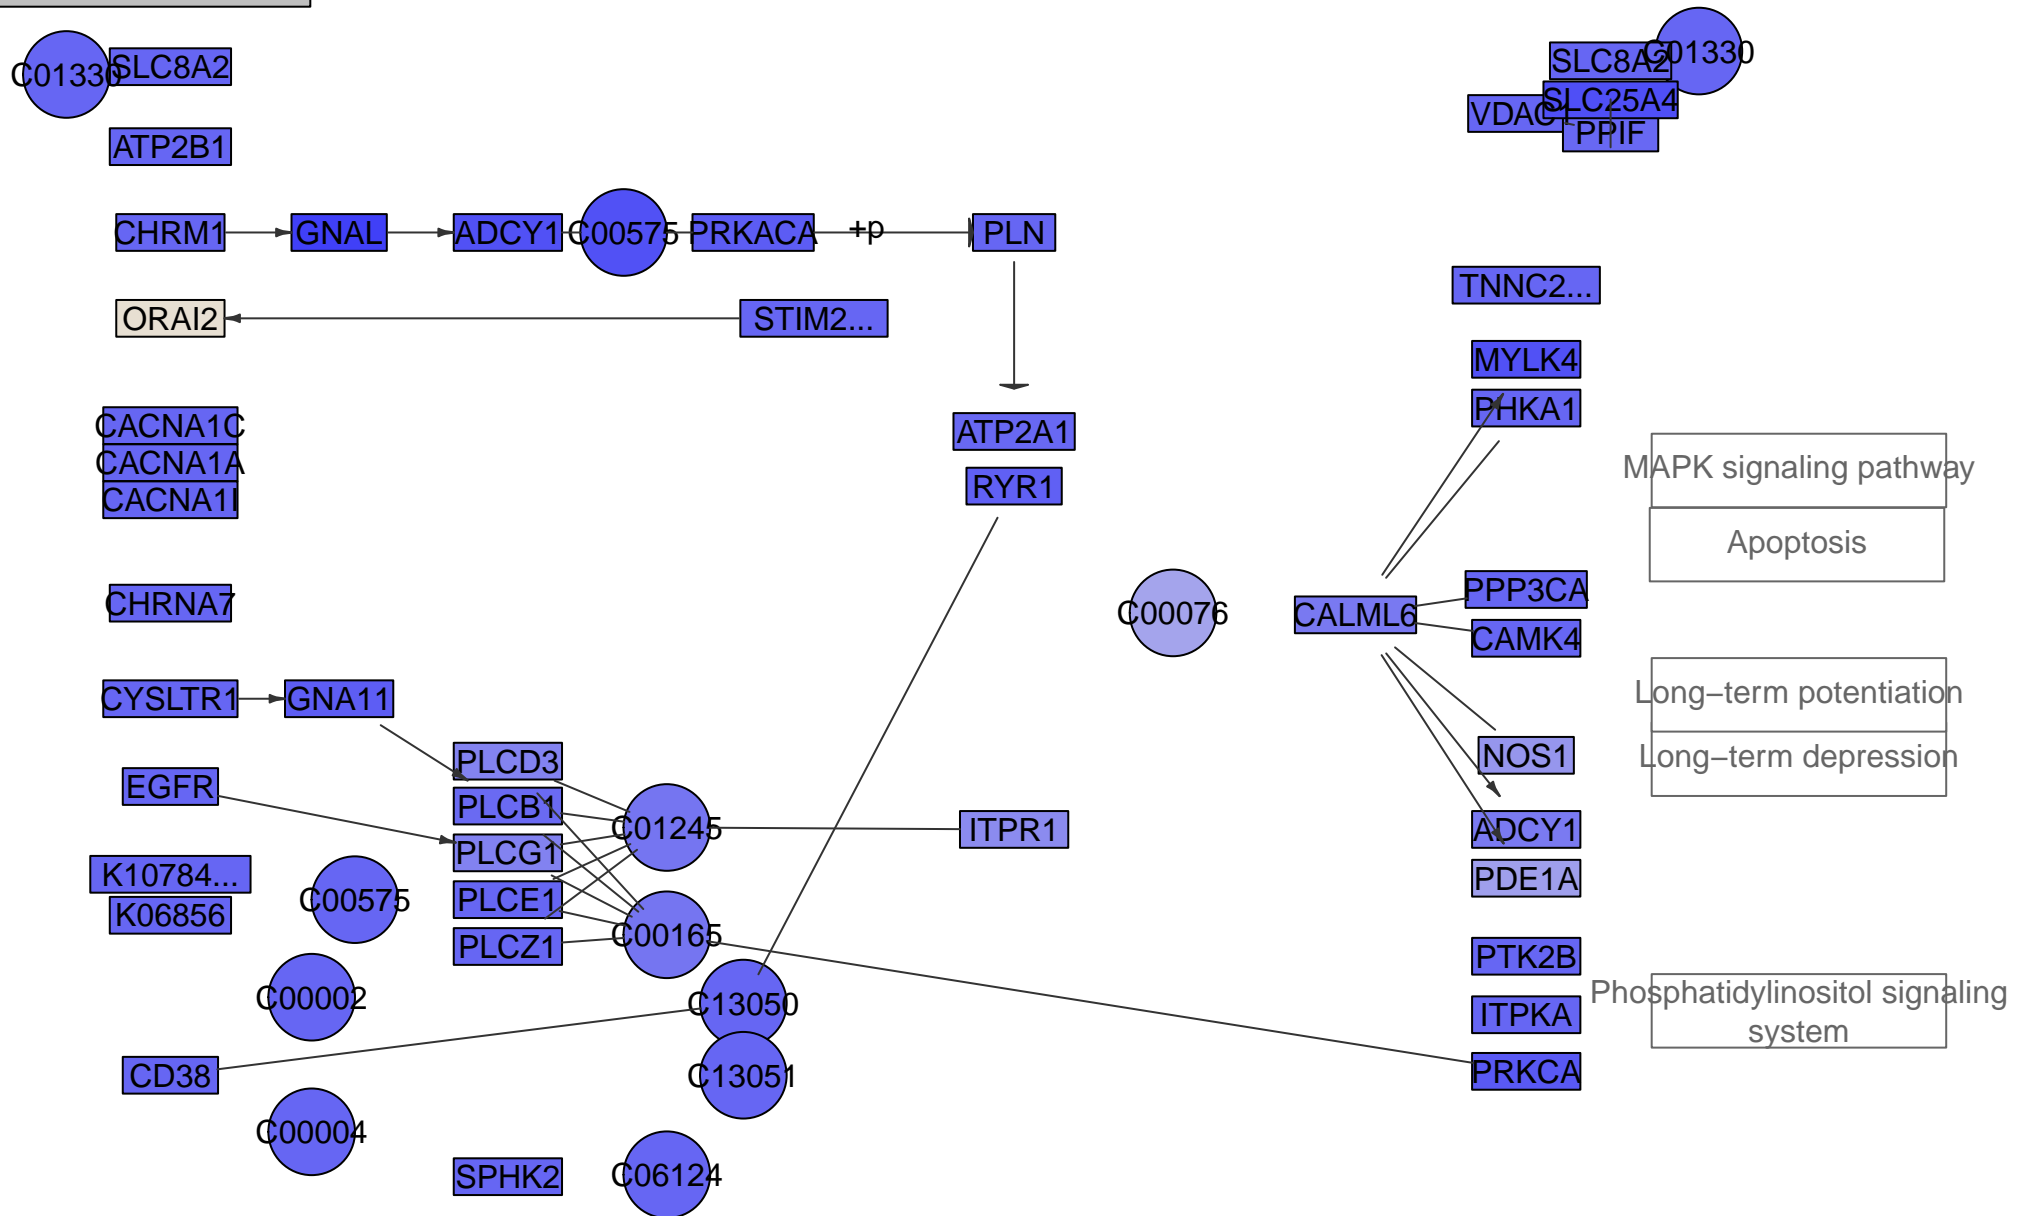 C01330
SLC8A2
SLC8A2
C01330
SLC25A4
VDAC1
PPIF
ATP2B1
CHRM1
GNAL
ADCY1
C00575
PRKACA
+p
PLN
TNNC2...
ORAI2
STIM2...
MYLK4
PHKA1
CACNA1C
CACNA1A
CACNA1I
ATP2A1
RYR1
MAPK signaling pathway
Apoptosis
CHRNA7
C00076
CALML6
PPP3CA
CAMK4
CYSLTR1
GNA11
Long−term potentiation
Long−term depression
PLCD3
NOS1
EGFR
PLCB1
C01245
ITPR1
ADCY1
PLCG1
K10784...
PDE1A
C00575
PLCE1
K06856
C00165
PLCZ1
PTK2B
C00002
C13050
Phosphatidylinositol signaling
system
ITPKA
CD38
C13051
PRKCA
C00004
SPHK2
C06124